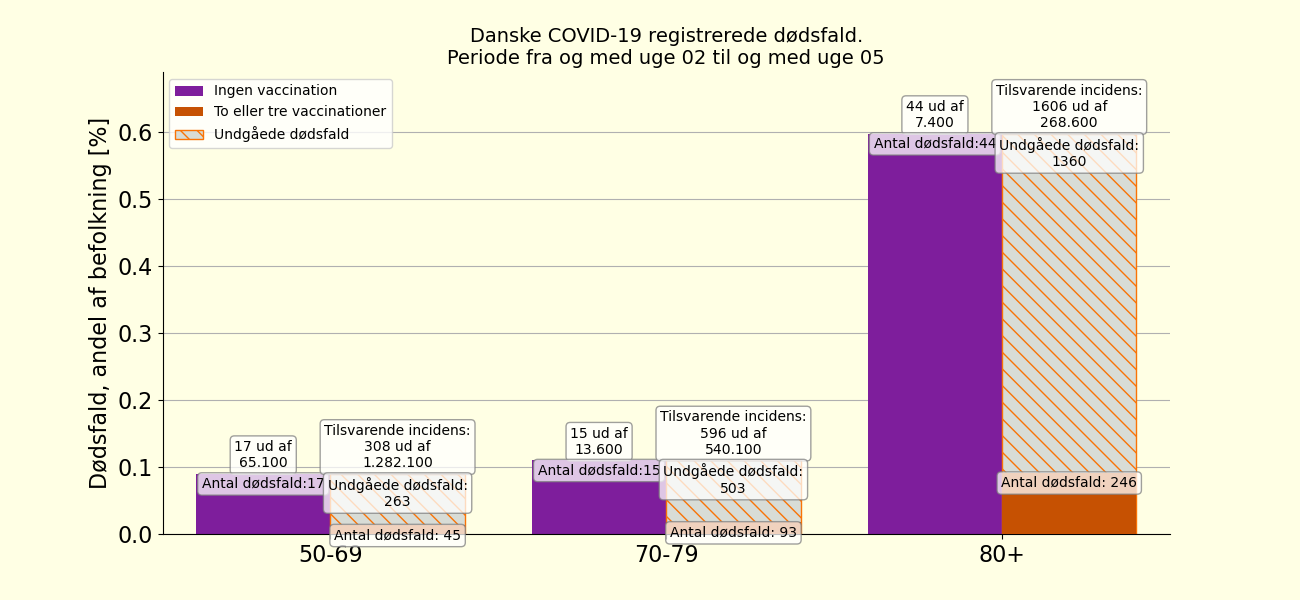 Danske COVID-19 registrerede dødsfald.
Periode fra og med uge 02 til og med uge 05
Ingen vaccination
To eller tre vaccinationer
Undgåede dødsfald
Dødsfald, andel af befolkning [%]
0.6
0.5
0.4
0.3
0.2
0.1
0.0
17 ud af
65.100
Antal dødsfald:17
Tilsvarende incidens:
308 ud af
1.282.100
Undgåede dødsfald:
263
Antal dødsfald: 45
15 ud af
13.600
Antal dødsfald:15
Tilsvarende incidens:
596 ud af
540.100
Undgåede dødsfald:
503
Antal dødsfald: 93
44 ud af
7.400
Antal dødsfald:44
Tilsvarende incidens:
1606 ud af
268.600
Undgåede dødsfald:
1360
Antal dødsfald: 246
50-69
70-79
80+